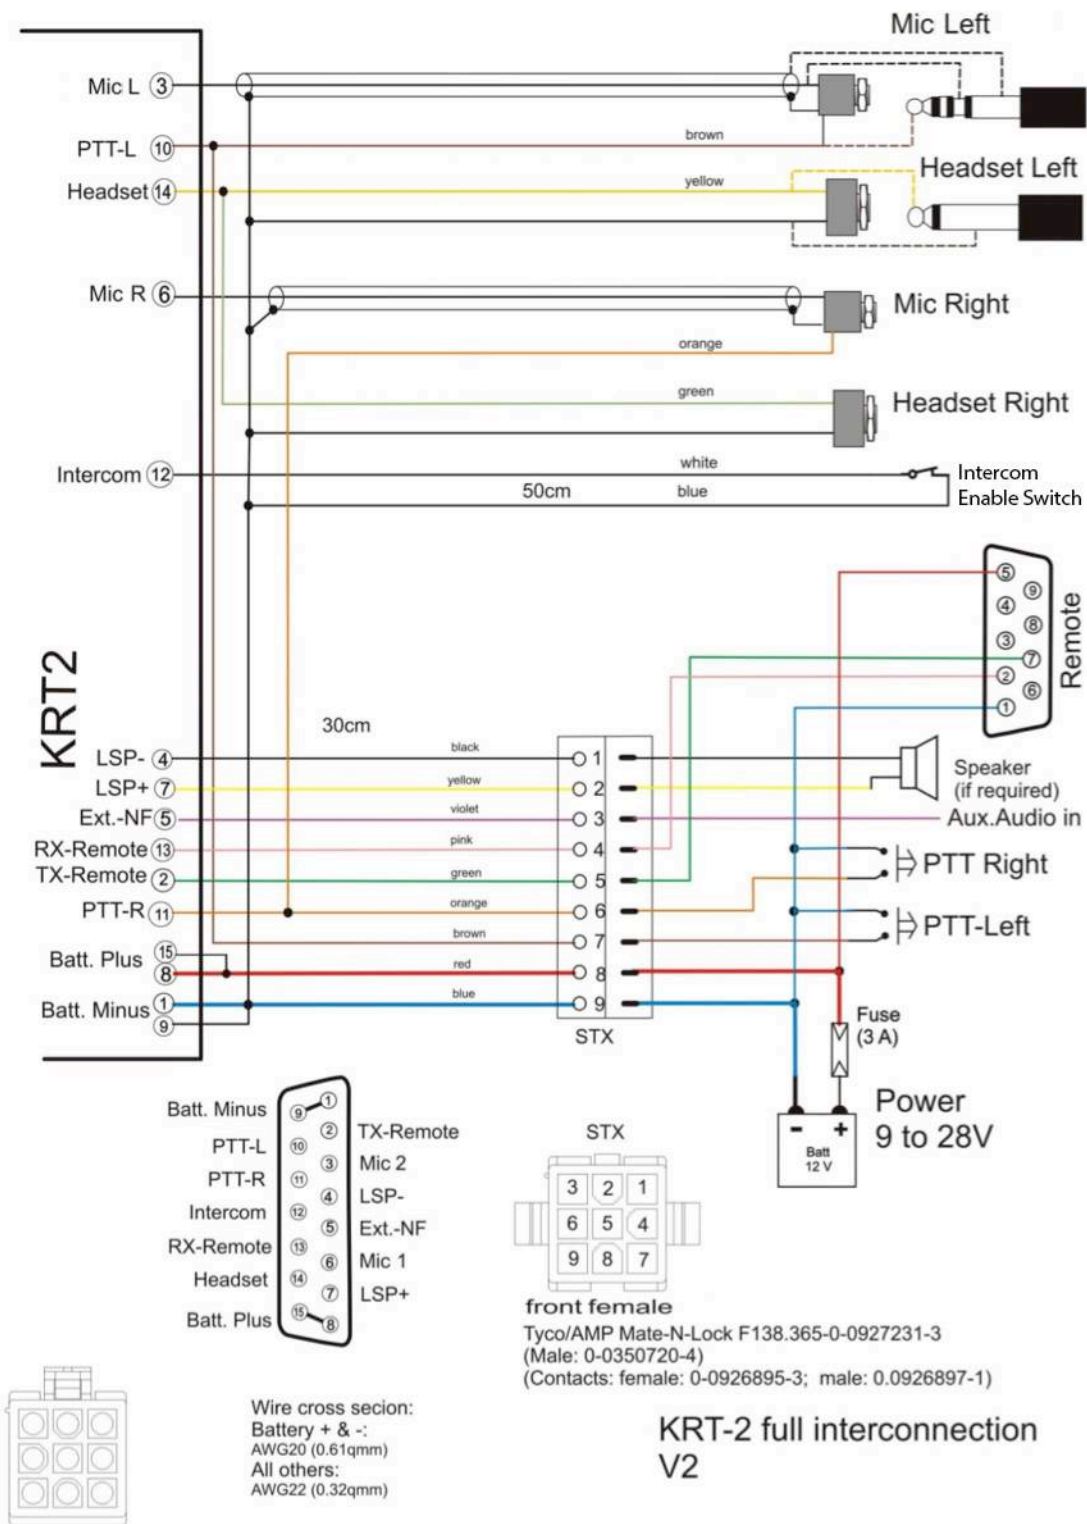 Mic Left
Mic L 3
brown
PTT-L 10
Headset Left
yellow
Headset 14
Mic R 6
Mic Right
orange
green
Headset Right
white
Intercom 12
Intercom
50cm
blue
Enable Switch
5
9
4
8
3
7
2
6
1
Remote
KRT2
30cm
LSP- 4
black
1
LSP+ 7
yellow
2
Speaker
(if required)
Ext.-NF 5
violet
3
Aux.Audio in
RX-Remote 13
pink
4
PTT Right
TX-Remote 2
green
5
PTT-R 11
orange
6
PTT-Left
brown
7
15
Batt. Plus
8
red
8
Batt. Minus 1
blue
9
9
STX
Fuse
(3 A)
Power
9 to 28V
- +
Batt
12 V
Batt. Minus 9
1
2 TX-Remote
PTT-L 10
3 Mic 2
PTT-R 11
4 LSP-
Intercom 12
5 Ext.-NF
RX-Remote 13
6 Mic 1
Headset 14
7 LSP+
Batt. Plus 15
8
STX
3 2 1
6 5 4
9 8 7
front female
Tyco/AMP Mate-N-Lock F138.365-0-0927231-3
(Male: 0-0350720-4)
(Contacts: female: 0-0926895-3; male: 0.0926897-1)
Wire cross secion:
Battery + & -:
AWG20 (0.61qmm)
All others:
AWG22 (0.32qmm)
KRT-2 full interconnection
V2